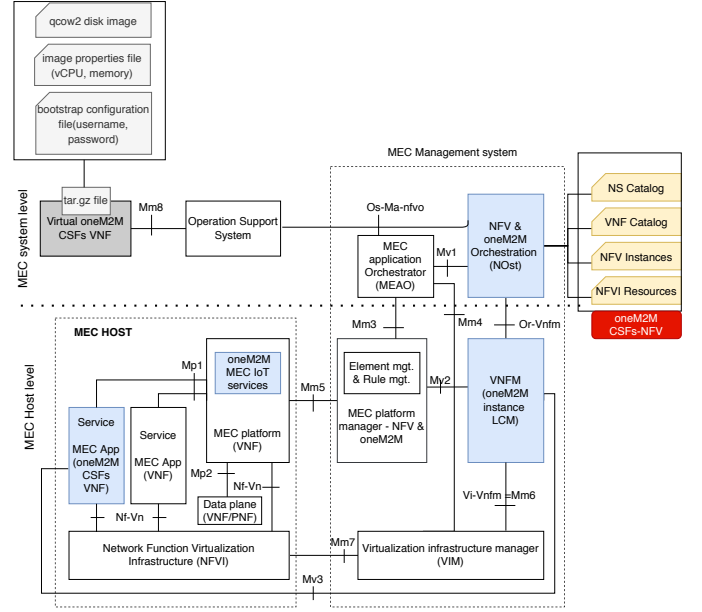 qcow2 disk image
image properties file
(vCPU, memory)
bootstrap configuration
file(username,
password)
MEC Management system
tar.gz file
Virtual oneM2M
CSFs VNF
Mm8
Operation Support
System
Os-Ma-nfvo
MEC
application
Orchestrator
(MEAO)
Mv1
NFV &
oneM2M
Orchestration
(NOst)
NS Catalog
VNF Catalog
NFV Instances
NFVI Resources
oneM2M
CSFs-NFV
MEC system level
MEC Host level
MEC HOST
Mm3
Mm4
Or-Vnfm
Mp1
oneM2M
MEC IoT
services
MEC platform
(VNF)
Mm5
Element mgt.
& Rule mgt.
MEC platform
manager - NFV &
oneM2M
My2
VNFM
(oneM2M
instance
LCM)
Service
MEC App
(oneM2M
CSFs
VNF)
Service
MEC App
(VNF)
Mp2
Nf-Vn
Data plane
(VNF/PNF)
Nf-Vn
Vi-Vnfm =Mm6
Network Function Virtualization
Infrastructure (NFVI)
Mm7
Virtualization infrastructure manager
(VIM)
Mv3